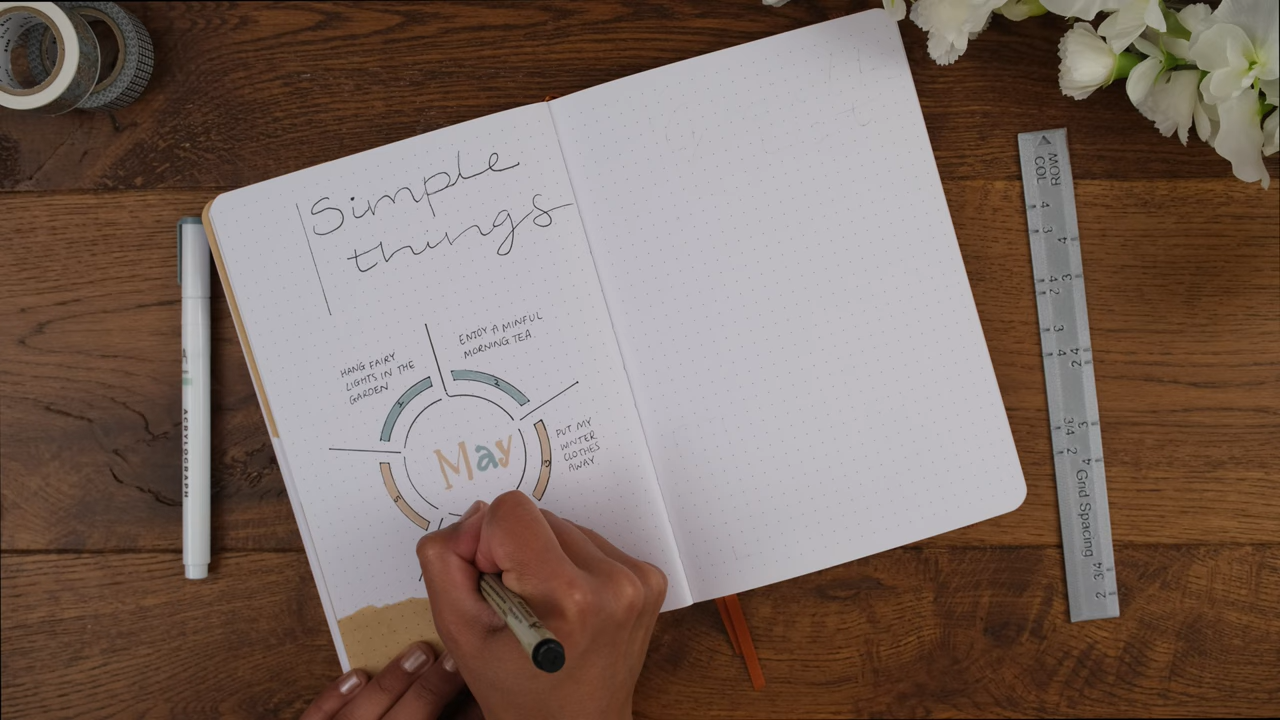 Simple
things
HANG FAIRY
LIGHTS IN THE
GARDEN
ENJOY A MINFUL
MORNING TEA
PUT MY
WINTER
CLOTHES
AWAY
1
2
3
5
May
ACRYLOGRAPH
ROW
COL
4
3
4
4 3
2
3
4 2/4
3/4 3
2 4
Grid Spacing
2 3/4